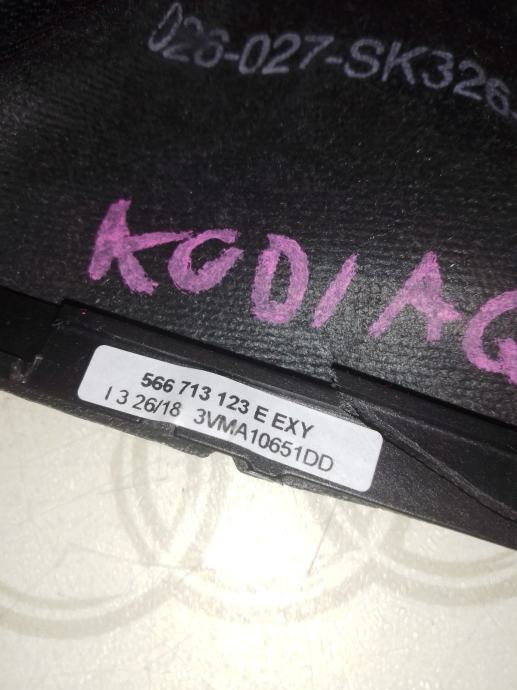 026-027-SK326-
KODIAQ
566 713 123 E EXY
I 3 26/18 3VMA10651DD